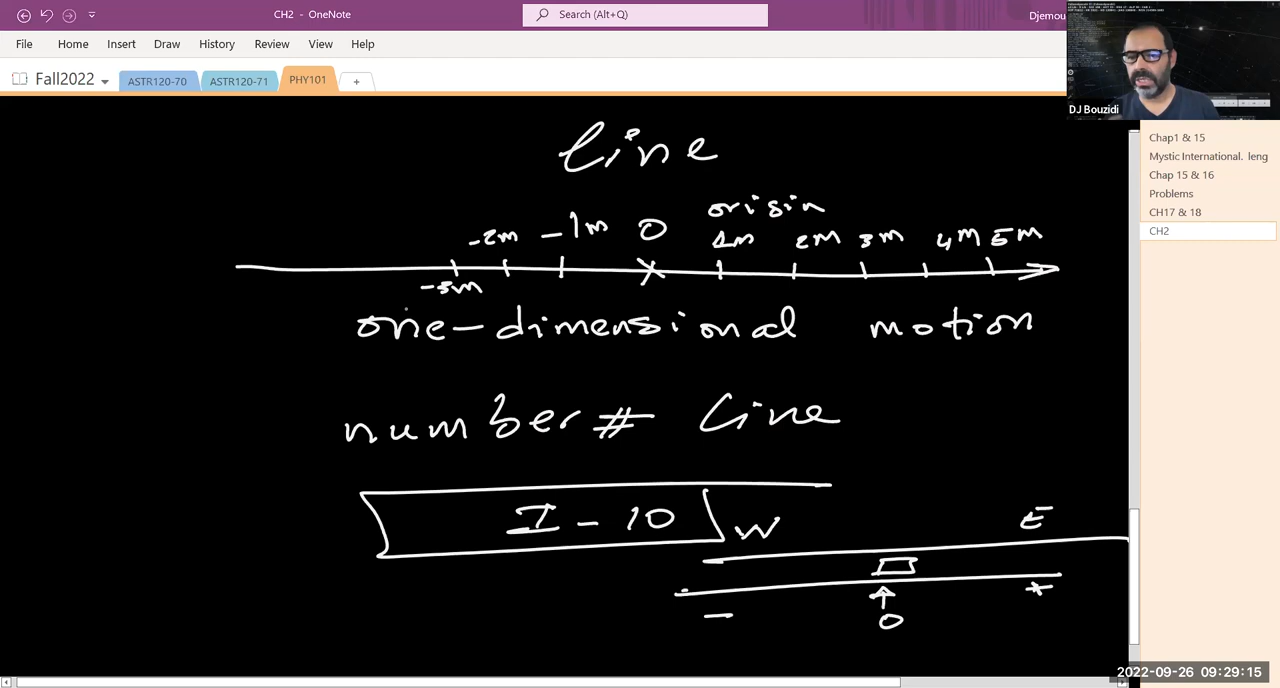 CH2 - OneNote
Search (Alt+Q)
Djemou
File Home Insert Draw History Review View Help
Fall2022 ASTR120-70 ASTR120-71 PHY101 +
DJ Bouzidi
Chap1 & 15
Mystic International. leng
Chap 15 & 16
Problems
CH17 & 18
CH2
line
origin
-2m -1m 0 1m 2m 3m 4m 5m
-3m
one-dimensional motion
number # line
I-10 W E
- 0 +
2022-09-26 09:29:15